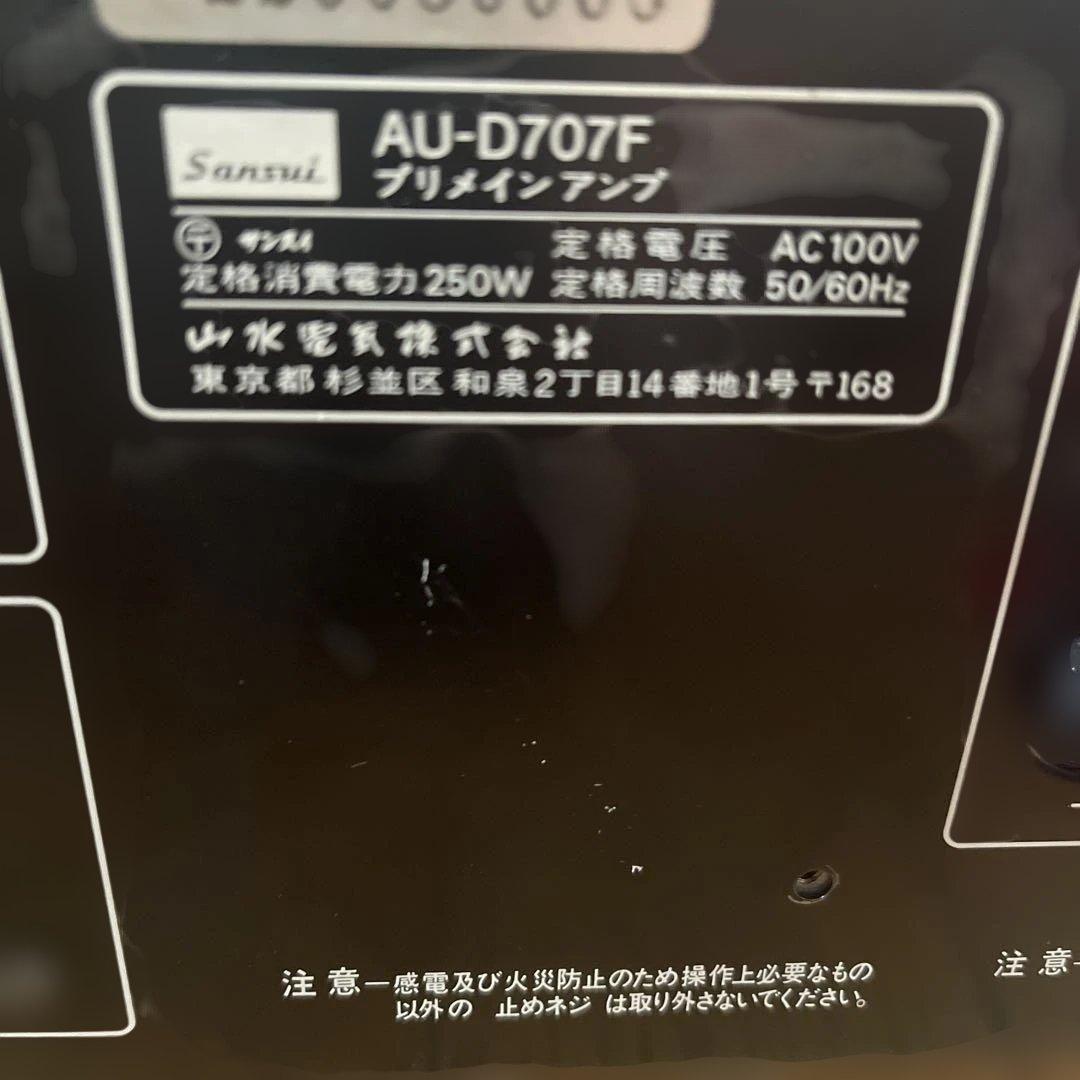 Sansui
AU-D707F
プリメインアンプ
〒 サンスイ 定格電圧 AC100V
定格消費電力250W 定格周波数 50/60Hz
山水電気株式会社
東京都杉並区和泉2丁目14番地1号 〒168
注意―感電及び火災防止のため操作上必要なもの
以外の 止めネジ は取り外さないでください。
注意―